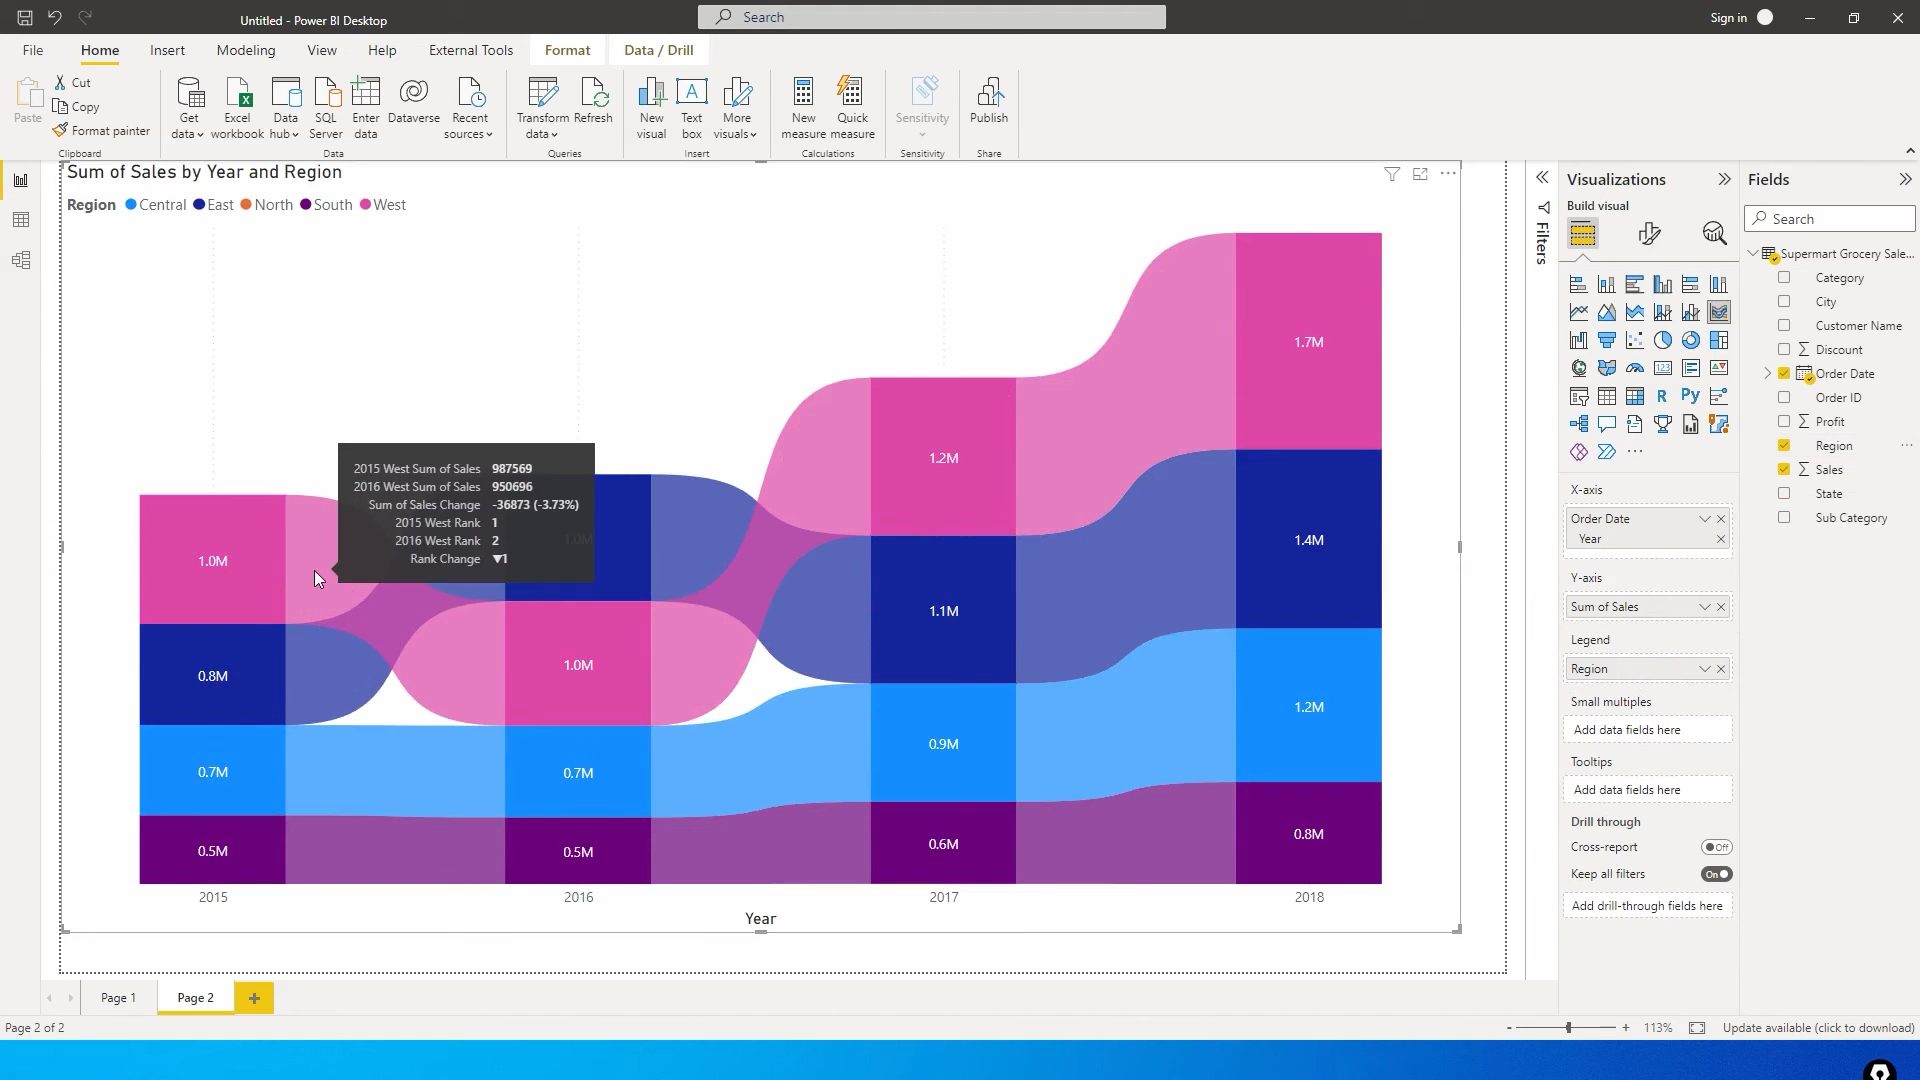 Untitled - Power BI Desktop
Search
Sign in
File
Home
Insert
Modeling
View
Help
External Tools
Format
Data / Drill
Paste
Cut
Copy
Format painter
Clipboard
Get data
Excel workbook
Data hub
SQL Server
Enter data
Dataverse
Recent sources
Data
Transform data
Refresh
Queries
New visual
Text box
More visuals
Insert
New measure
Quick measure
Calculations
Sensitivity
Sensitivity
Publish
Share
Sum of Sales by Year and Region
Region Central East North South West
1.0M
0.8M
0.7M
0.5M
2015 West Sum of Sales 987569
2016 West Sum of Sales 950696
Sum of Sales Change -36873 (-3.73%)
2015 West Rank 1
2016 West Rank 2
Rank Change ▼1
1.0M
1.0M
0.7M
0.5M
1.2M
1.1M
0.9M
0.6M
1.7M
1.4M
1.2M
0.8M
2015
2016
2017
2018
Year
Filters
Visualizations
Build visual
123
R
Py
X-axis
Order Date
Year
Y-axis
Sum of Sales
Legend
Region
Small multiples
Add data fields here
Tooltips
Add data fields here
Drill through
Cross-report Off
Keep all filters On
Add drill-through fields here
Fields
Search
Supermart Grocery Sale...
Category
City
Customer Name
Discount
Order Date
Order ID
Profit
Region
Sales
State
Sub Category
Page 1
Page 2
Page 2 of 2
113%
Update available (click to download)